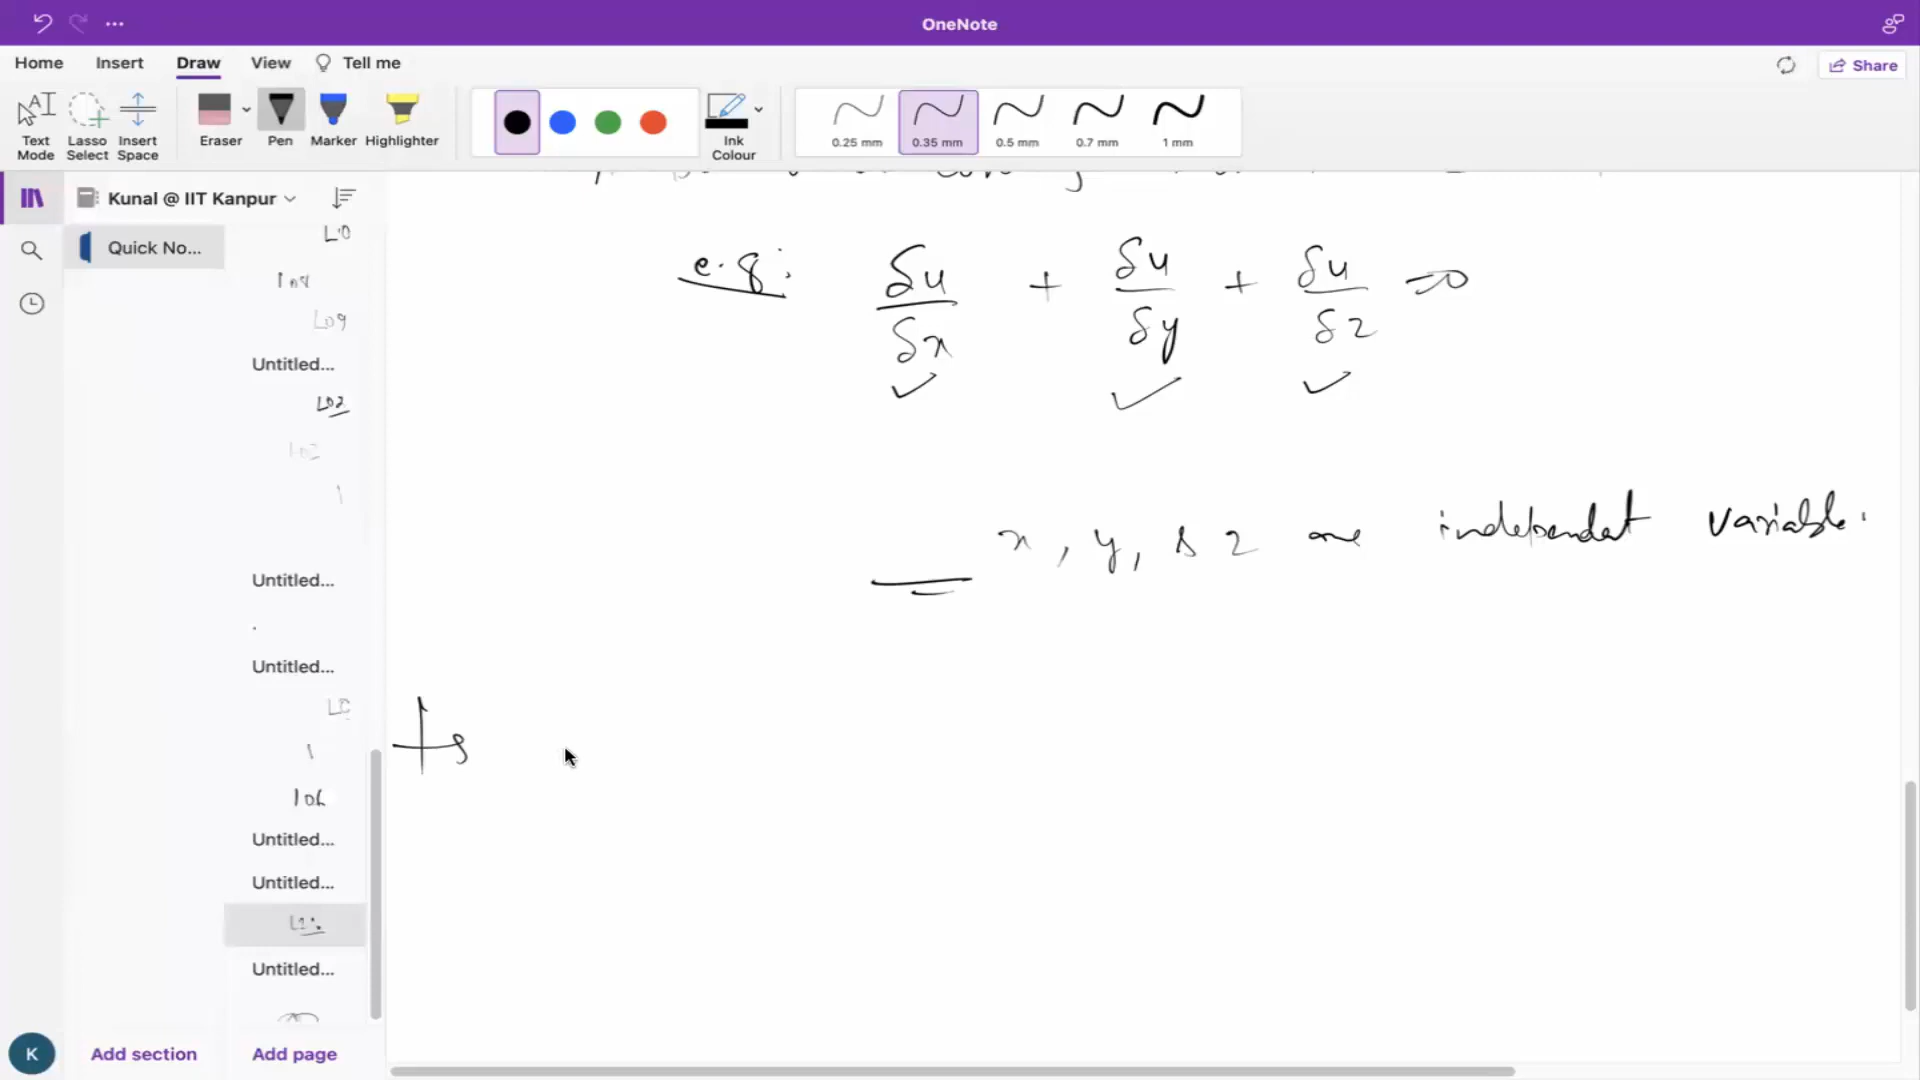 OneNote
Home Insert Draw View Tell me
Share
Text Mode
Lasso Select
Insert Space
Eraser
Pen
Marker
Highlighter
Ink Colour
0.25 mm
0.35 mm
0.5 mm
0.7 mm
1 mm
Kunal @ IIT Kanpur
Quick No...
L09
Untitled...
L02
Untitled...
Untitled...
Untitled...
Untitled...
Untitled...
e.g: δu/δx + δu/δy + δu/δz = 0
x, y, & z are independat variable.
K
Add section
Add page